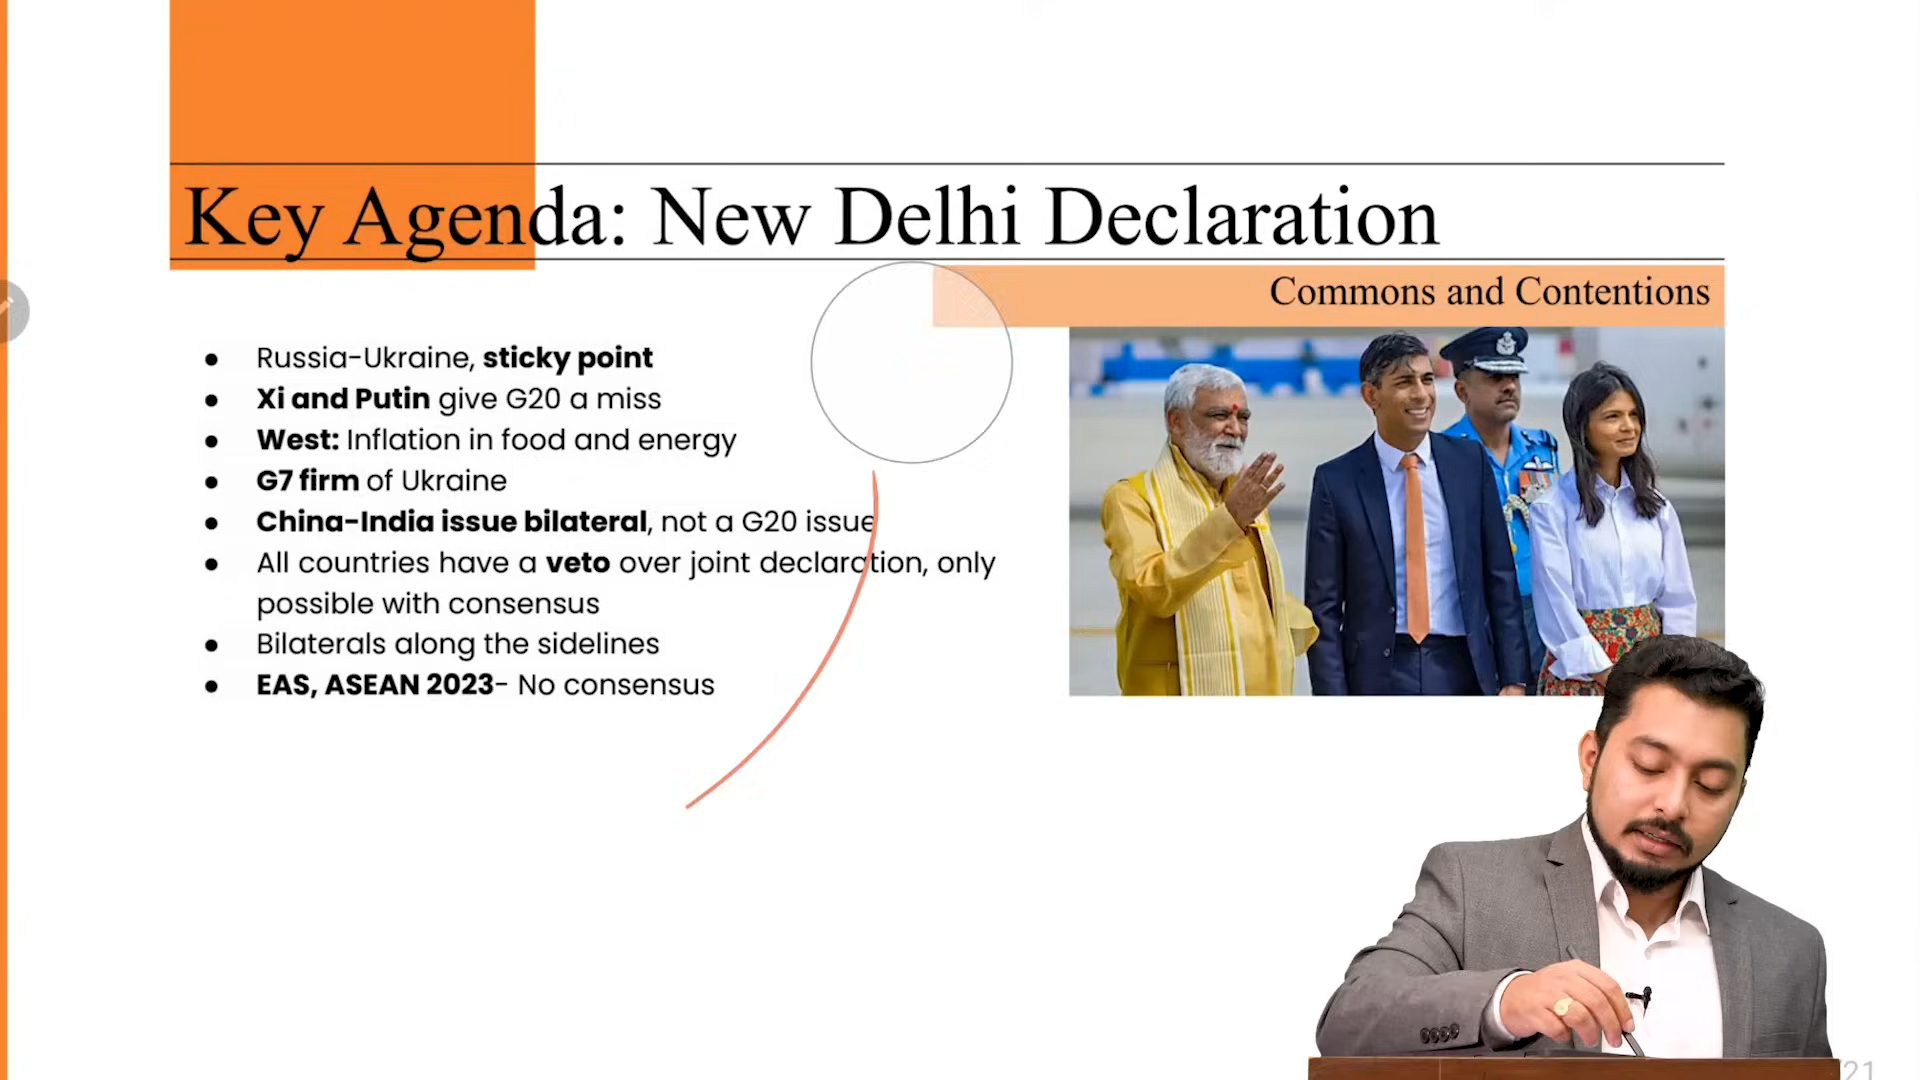 Key Agenda: New Delhi Declaration
Commons and Contentions
● Russia-Ukraine, sticky point
● Xi and Putin give G20 a miss
● West: Inflation in food and energy
● G7 firm of Ukraine
● China-India issue bilateral, not a G20 issue
● All countries have a veto over joint declaration, only
possible with consensus
● Bilaterals along the sidelines
● EAS, ASEAN 2023- No consensus
21